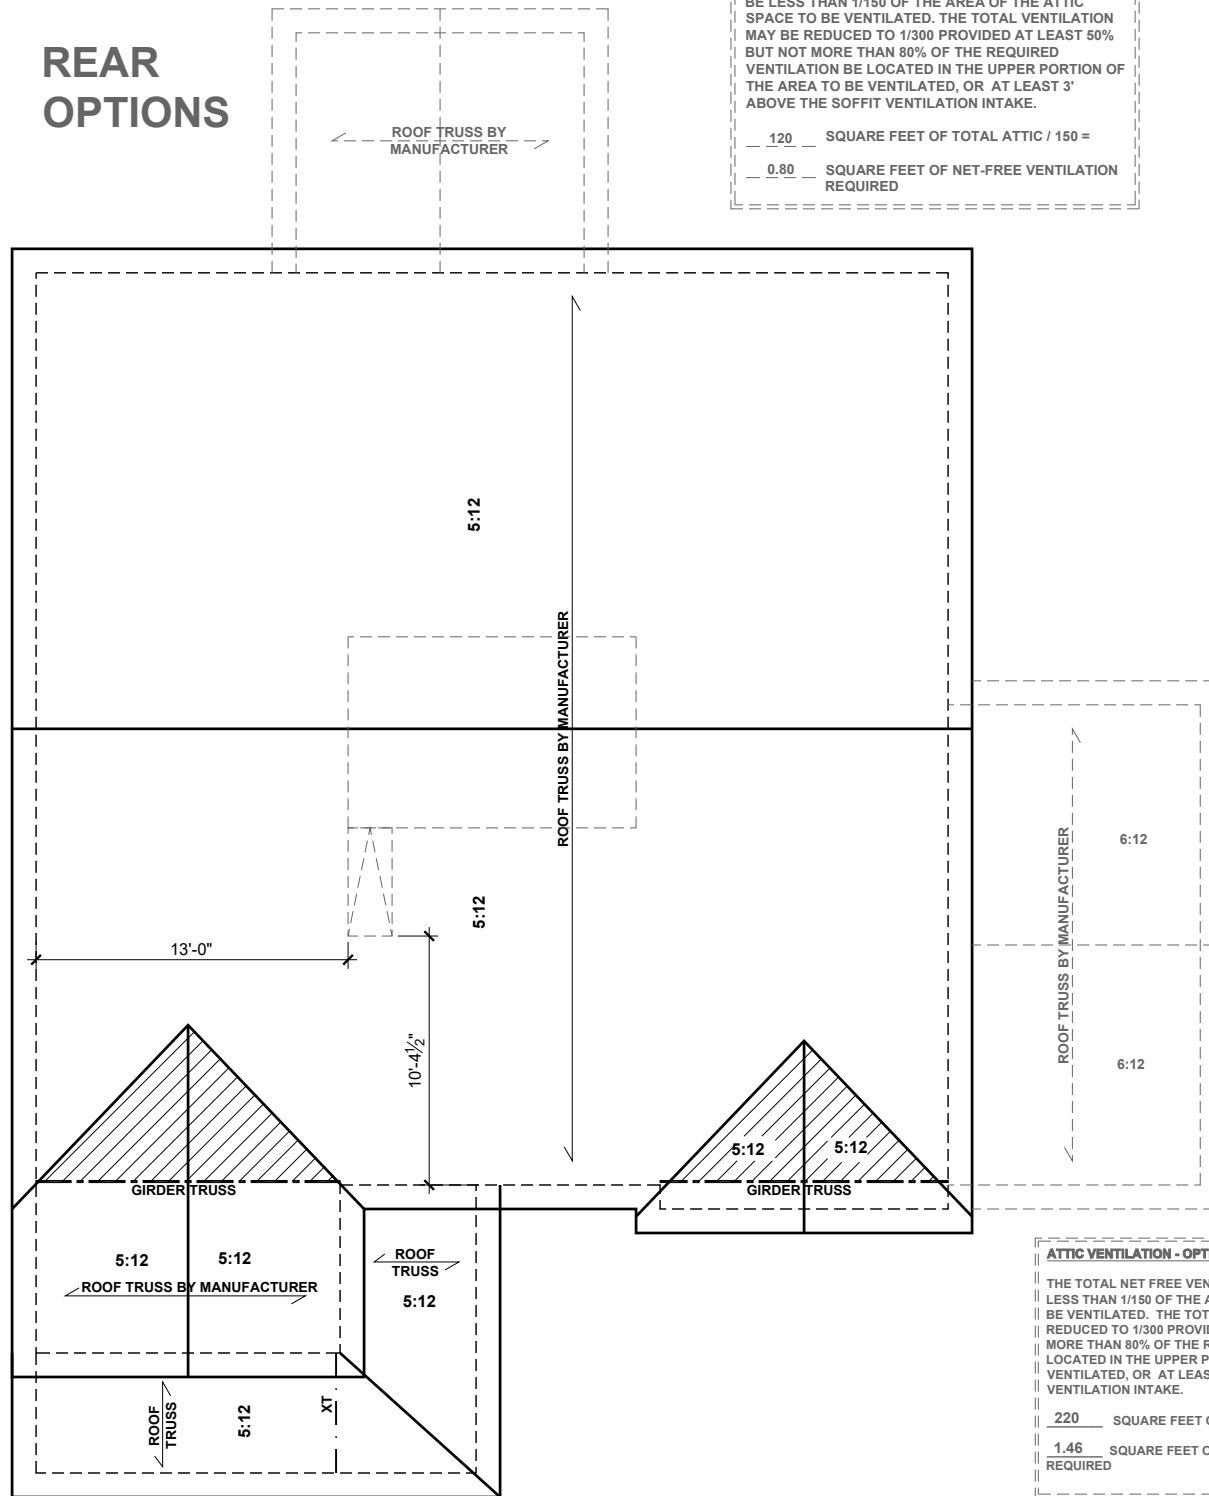 BE LESS THAN 1/150 OF THE AREA OF THE ATTIC
SPACE TO BE VENTILATED. THE TOTAL VENTILATION
MAY BE REDUCED TO 1/300 PROVIDED AT LEAST 50%
BUT NOT MORE THAN 80% OF THE REQUIRED
VENTILATION BE LOCATED IN THE UPPER PORTION OF
THE AREA TO BE VENTILATED, OR AT LEAST 3'
ABOVE THE SOFFIT VENTILATION INTAKE.
120 SQUARE FEET OF TOTAL ATTIC / 150 =
0.80 SQUARE FEET OF NET-FREE VENTILATION
REQUIRED
REAR
OPTIONS
ROOF TRUSS BY
MANUFACTURER
5:12
ROOF TRUSS BY MANUFACTURER
5:12
6:12
ROOF TRUSS BY MANUFACTURER
6:12
13'-0"
10'-4½"
5:12
5:12
GIRDER TRUSS
GIRDER TRUSS
5:12
5:12
ROOF TRUSS BY MANUFACTURER
ROOF
TRUSS
5:12
ROOF
TRUSS
5:12
XT
ATTIC VENTILATION - OPT
THE TOTAL NET FREE VEN
LESS THAN 1/150 OF THE A
BE VENTILATED. THE TOT
REDUCED TO 1/300 PROVI
MORE THAN 80% OF THE R
LOCATED IN THE UPPER P
VENTILATED, OR AT LEAS
VENTILATION INTAKE.
220 SQUARE FEET O
1.46 SQUARE FEET O
REQUIRED